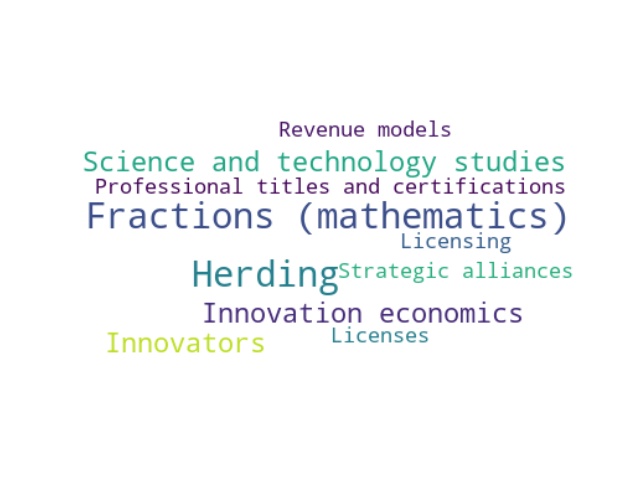 Revenue models
Science and technology studies
Professional titles and certifications
Fractions (mathematics)
Licensing
Herding
Strategic alliances
Innovation economics
Licenses
Innovators